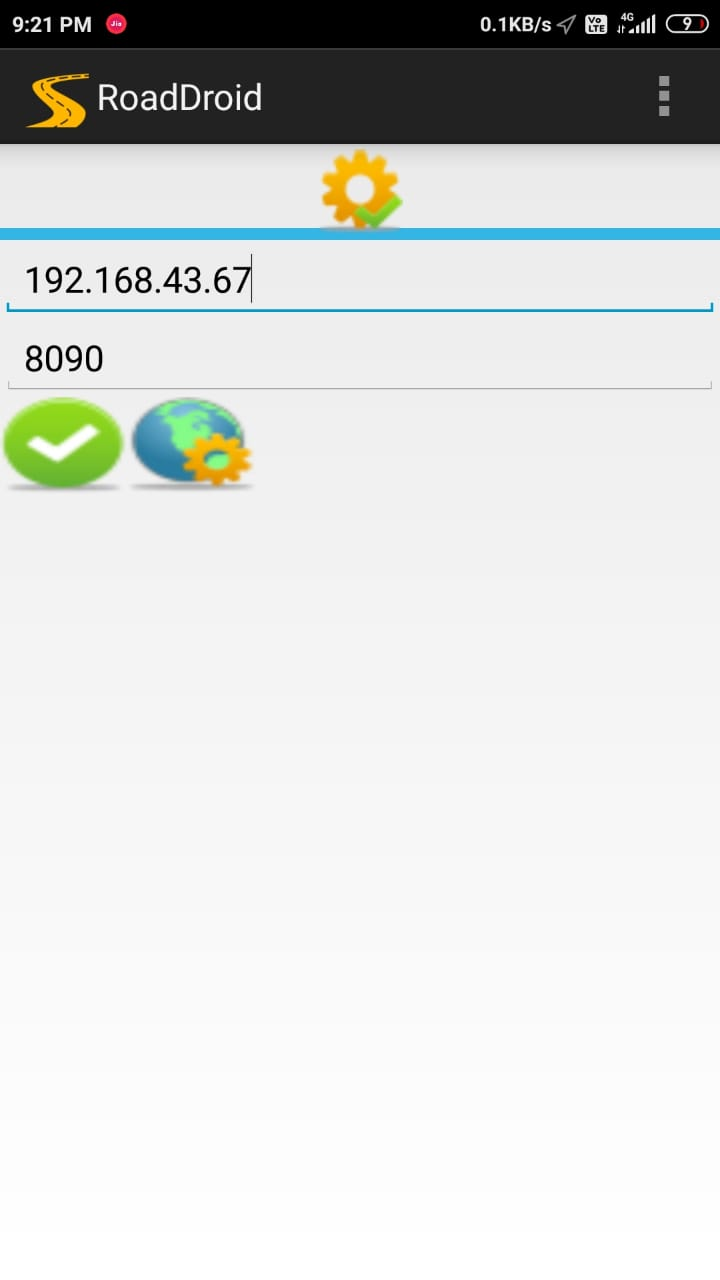 9:21 PM Jio 0.1KB/s Vo LTE 4G 9
RoadDroid
192.168.43.67
8090